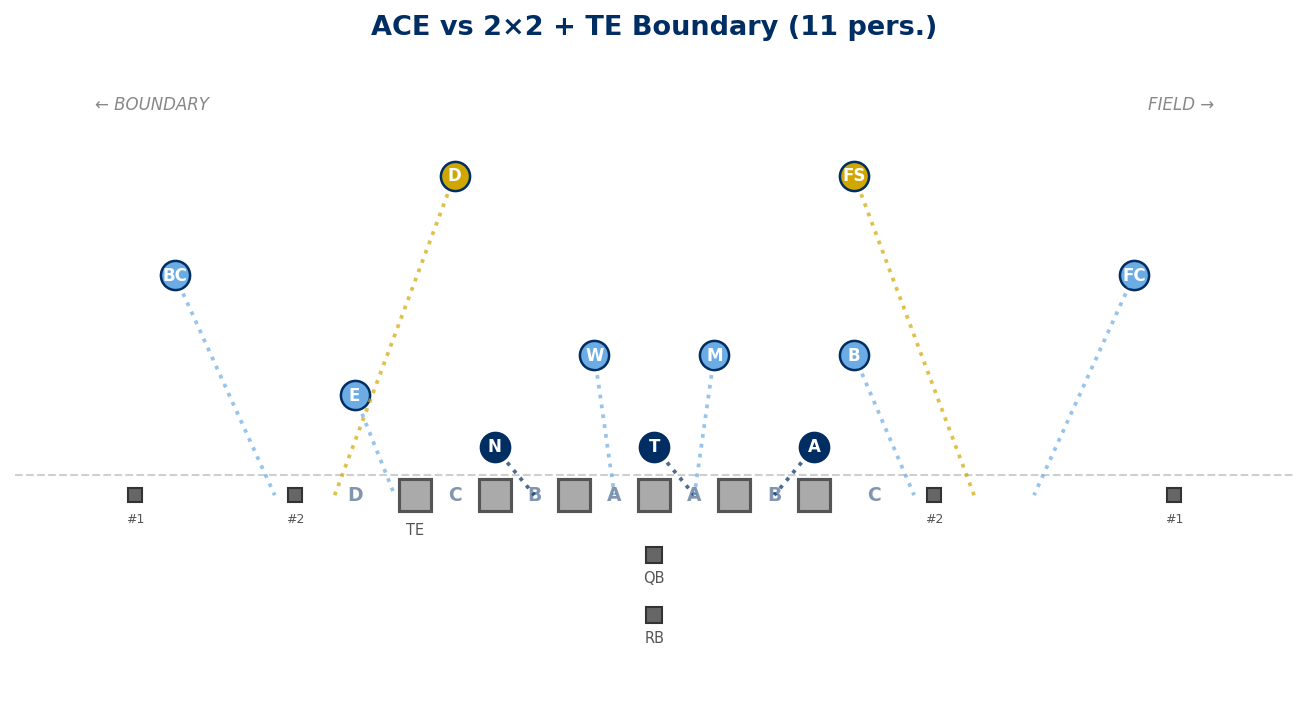 ACE vs 2×2 + TE Boundary (11 pers.)
← BOUNDARY
FIELD →
D
FS
BC
FC
W
M
B
E
N
T
A
D
C
B
A
A
B
C
#1
#2
TE
#2
#1
QB
RB